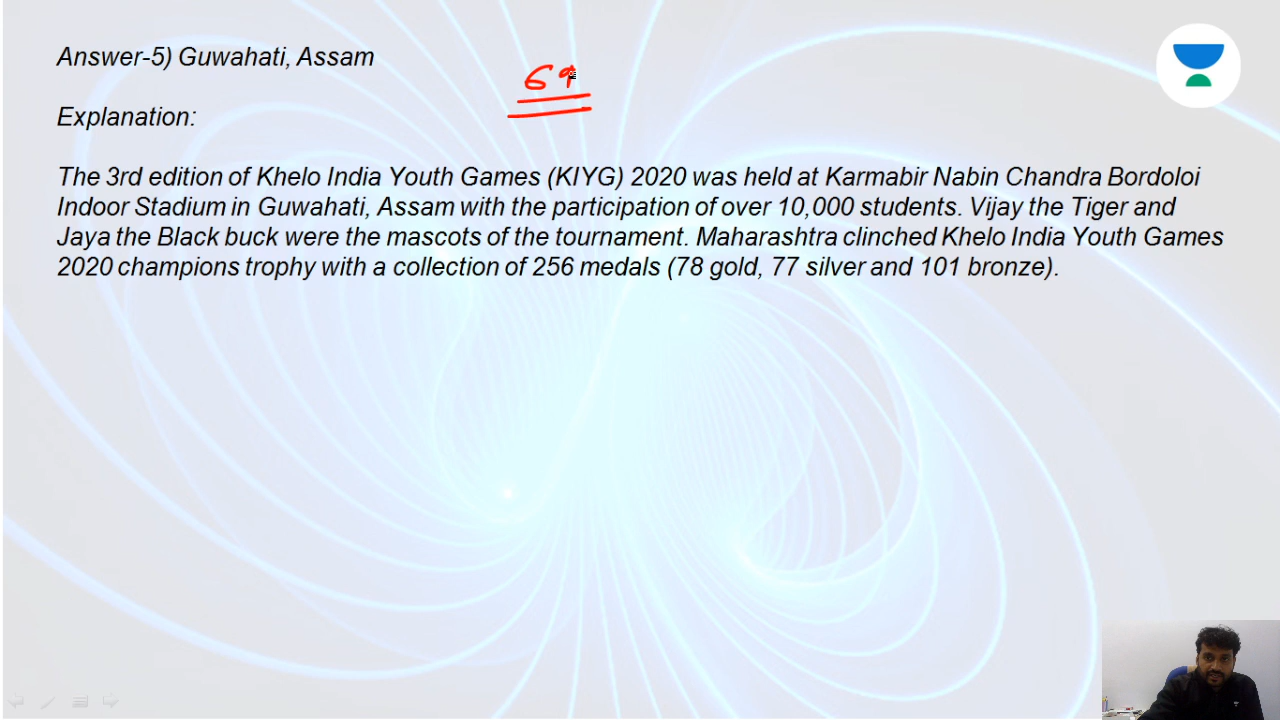 Answer-5) Guwahati, Assam
69
Explanation:
The 3rd edition of Khelo India Youth Games (KIYG) 2020 was held at Karmabir Nabin Chandra Bordoloi
Indoor Stadium in Guwahati, Assam with the participation of over 10,000 students. Vijay the Tiger and
Jaya the Black buck were the mascots of the tournament. Maharashtra clinched Khelo India Youth Games
2020 champions trophy with a collection of 256 medals (78 gold, 77 silver and 101 bronze).